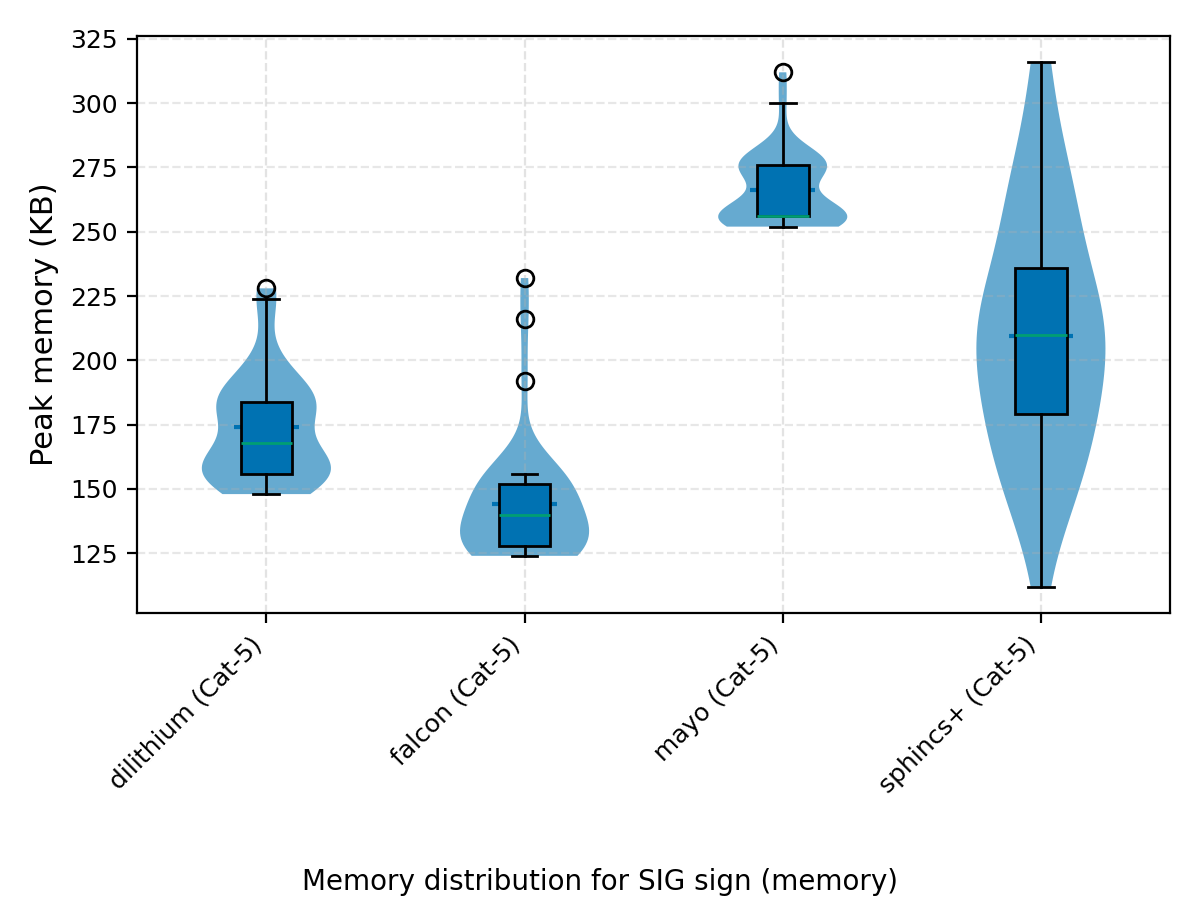 325
300
275
250
225
200
175
150
125
Peak memory (KB)
dilithium (Cat-5)
falcon (Cat-5)
mayo (Cat-5)
sphincs+ (Cat-5)
Memory distribution for SIG sign (memory)